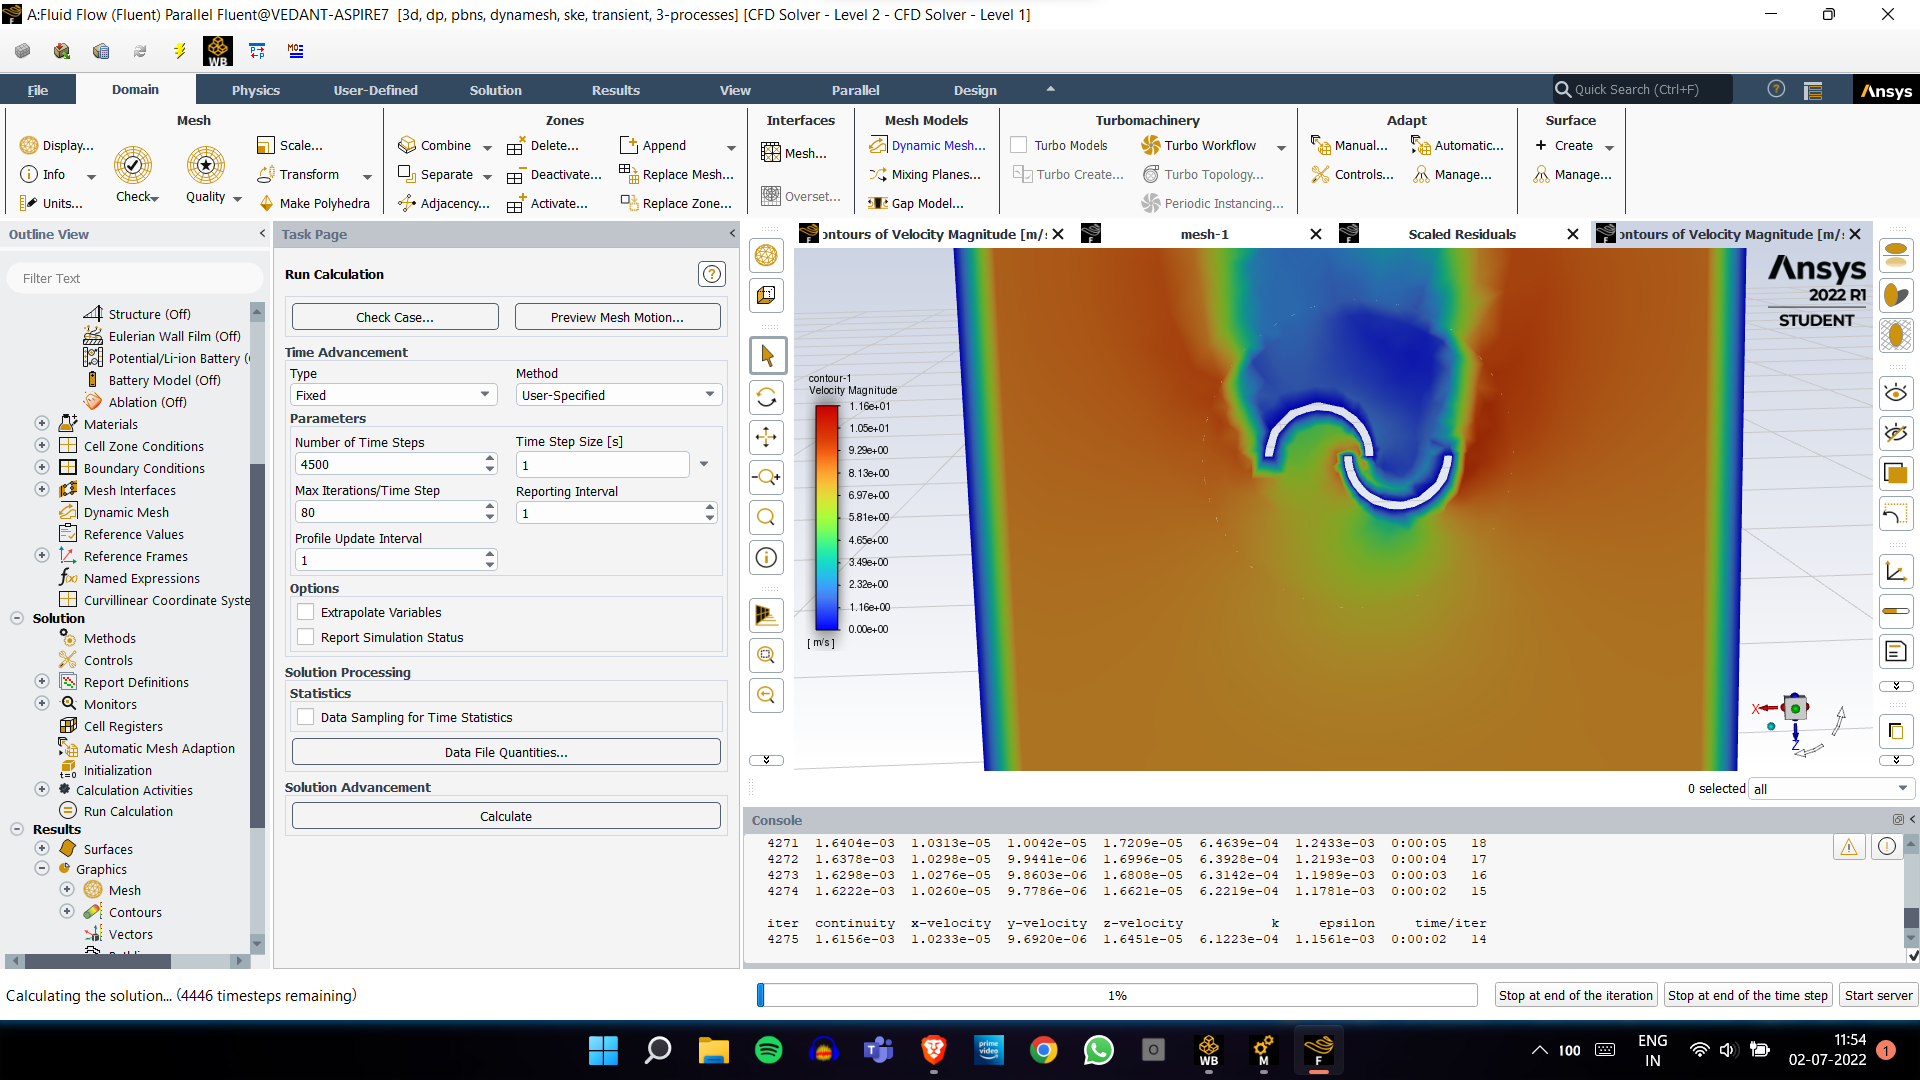 A:Fluid Flow (Fluent) Parallel Fluent@VEDANT-ASPIRE7 [3d, dp, pbns, dynamesh, ske, transient, 3-processes] [CFD Solver - Level 2 - CFD Solver - Level 1]
WB
File Domain Physics User-Defined Solution Results View Parallel Design Quick Search (Ctrl+F) Ansys
Mesh Zones Interfaces Mesh Models Turbomachinery Adapt Surface
Display... Scale... Combine Delete... Append Mesh... Dynamic Mesh... Turbo Models Turbo Workflow Manual... Automatic... Create
Info Check Quality Transform Separate Deactivate... Replace Mesh... Overset... Mixing Planes... Turbo Create... Turbo Topology... Controls... Manage... Manage...
Units... Make Polyhedra Adjacency... Activate... Replace Zone... Gap Model... Periodic Instancing...
Outline View
Filter Text
Structure (Off)
Eulerian Wall Film (Off)
Potential/Li-ion Battery (
Battery Model (Off)
Ablation (Off)
Materials
Cell Zone Conditions
Boundary Conditions
Mesh Interfaces
Dynamic Mesh
Reference Values
Reference Frames
Named Expressions
Curvillinear Coordinate Syste
Solution
Methods
Controls
Report Definitions
Monitors
Cell Registers
Automatic Mesh Adaption
Initialization
Calculation Activities
Run Calculation
Results
Surfaces
Graphics
Mesh
Contours
Vectors
Task Page
Run Calculation
Check Case... Preview Mesh Motion...
Time Advancement
Type Method
Fixed User-Specified
Parameters
Number of Time Steps Time Step Size [s]
4500 1
Max Iterations/Time Step Reporting Interval
80 1
Profile Update Interval
1
Options
Extrapolate Variables
Report Simulation Status
Solution Processing
Statistics
Data Sampling for Time Statistics
Data File Quantities...
Solution Advancement
Calculate
ontours of Velocity Magnitude [m/s mesh-1 Scaled Residuals ontours of Velocity Magnitude [m/s
Ansys
2022 R1
STUDENT
contour-1
Velocity Magnitude
1.16e+01
1.05e+01
9.29e+00
8.13e+00
6.97e+00
5.81e+00
4.65e+00
3.49e+00
2.32e+00
1.16e+00
0.00e+00
[ m/s ]
X
Z
0 selected all
Console
4271 1.6404e-03 1.0313e-05 1.0042e-05 1.7209e-05 6.4639e-04 1.2433e-03 0:00:05 18
4272 1.6378e-03 1.0298e-05 9.9441e-06 1.6996e-05 6.3928e-04 1.2193e-03 0:00:04 17
4273 1.6298e-03 1.0276e-05 9.8603e-06 1.6808e-05 6.3142e-04 1.1989e-03 0:00:03 16
4274 1.6222e-03 1.0260e-05 9.7786e-06 1.6621e-05 6.2219e-04 1.1781e-03 0:00:02 15
iter continuity x-velocity y-velocity z-velocity k epsilon time/iter
4275 1.6156e-03 1.0233e-05 9.6920e-06 1.6451e-05 6.1223e-04 1.1561e-03 0:00:02 14
Calculating the solution... (4446 timesteps remaining) 1% Stop at end of the iteration Stop at end of the time step Start server
prime video WB M F 100 ENG IN 11:54 02-07-2022 1